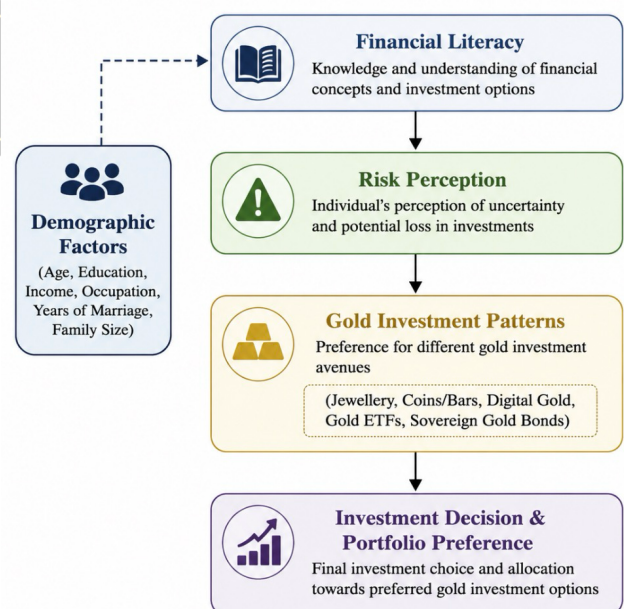 Financial Literacy
Knowledge and understanding of financial
concepts and investment options
Demographic
Factors
(Age, Education,
Income, Occupation,
Years of Marriage,
Family Size)
Risk Perception
Individual's perception of uncertainty
and potential loss in investments
Gold Investment Patterns
Preference for different gold investment
avenues
(Jewellery, Coins/Bars, Digital Gold,
Gold ETFs, Sovereign Gold Bonds)
Investment Decision &
Portfolio Preference
Final investment choice and allocation
towards preferred gold investment options